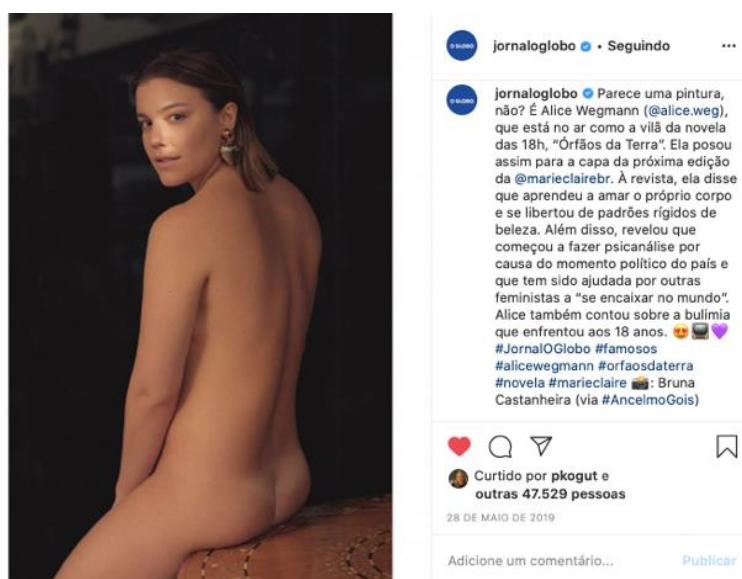 O GLOBO
jornaloglobo • Seguindo
O GLOBO
jornaloglobo Parece uma pintura,
não? É Alice Wegmann (@alice.weg),
que está no ar como a vilã da novela
das 18h, “Órfãos da Terra”. Ela posou
assim para a capa da próxima edição
da @marieclairebr. À revista, ela disse
que aprendeu a amar o próprio corpo
e se libertou de padrões rígidos de
beleza. Além disso, revelou que
começou a fazer psicanálise por
causa do momento político do país e
que tem sido ajudada por outras
feministas a “se encaixar no mundo”.
Alice também contou sobre a bulimia
que enfrentou aos 18 anos. 😍📺💜
#JornalOGlobo #famosos
#alicewegmann #orfaosdaterra
#novela #marieclaire 📸: Bruna
Castanheira (via #AncelmoGois)
Curtido por pkogut e
outras 47.529 pessoas
28 DE MAIO DE 2019
Adicione um comentário... Publicar